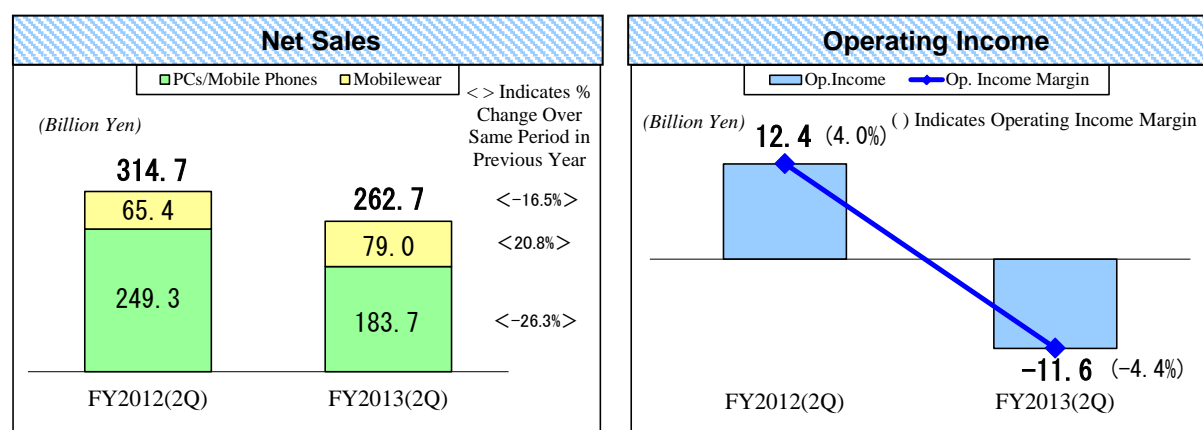 Net Sales
PCs/Mobile Phones Mobilewear
< > Indicates %
Change Over
Same Period in
Previous Year
(Billion Yen)
314.7
262.7
<-16.5%>
65.4
79.0
<20.8%>
249.3
183.7
<-26.3%>
FY2012(2Q) FY2013(2Q)
Operating Income
Op.Income Op. Income Margin
(Billion Yen) ( ) Indicates Operating Income Margin
12.4 (4.0%)
-11.6 (-4.4%)
FY2012(2Q) FY2013(2Q)